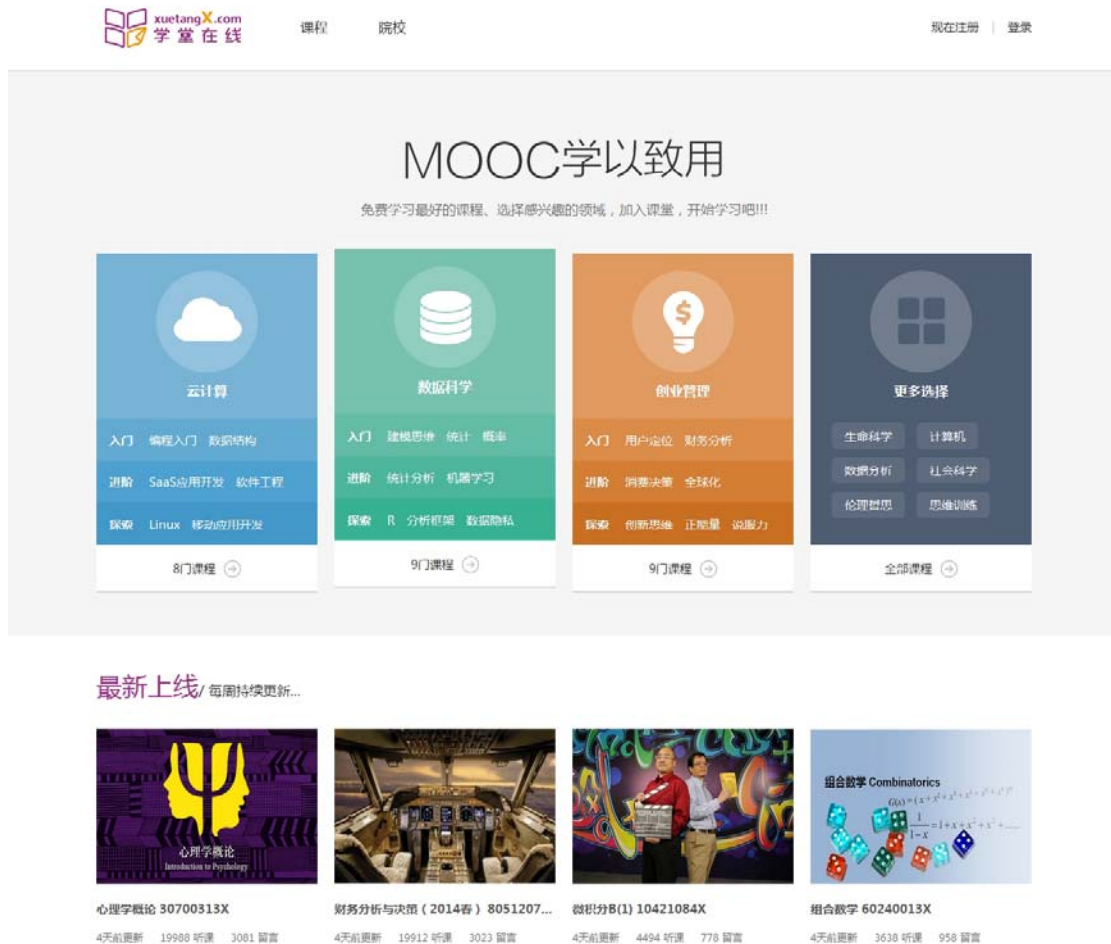 xuetangX.com
学堂在线
课程 院校 现在注册 | 登录
MOOC学以致用
免费学习最好的课程、选择感兴趣的领域，加入课堂，开始学习吧!!!
云计算
入门 编程入门 数据结构
进阶 SaaS应用开发 软件工程
探索 Linux 移动应用开发
8门课程
数据科学
入门 建模思维 统计 概率
进阶 统计分析 机器学习
探索 R 分析框架 数据隐私
9门课程
$
创业管理
入门 用户定位 财务分析
进阶 消费决策 全球化
探索 创新思维 正能量 说服力
9门课程
更多选择
生命科学 计算机
数据分析 社会科学
伦理哲思 思维训练
全部课程
最新上线/ 每周持续更新...
心理学概论
Introduction to Psychology
心理学概论 30700313X
4天前更新 19988 听课 3081 留言
财务分析与决策（2014春）8051207...
4天前更新 19912 听课 3023 留言
微积分B(1) 10421084X
4天前更新 4494 听课 778 留言
组合数学 Combinatorics
组合数学 60240013X
4天前更新 3638 听课 958 留言